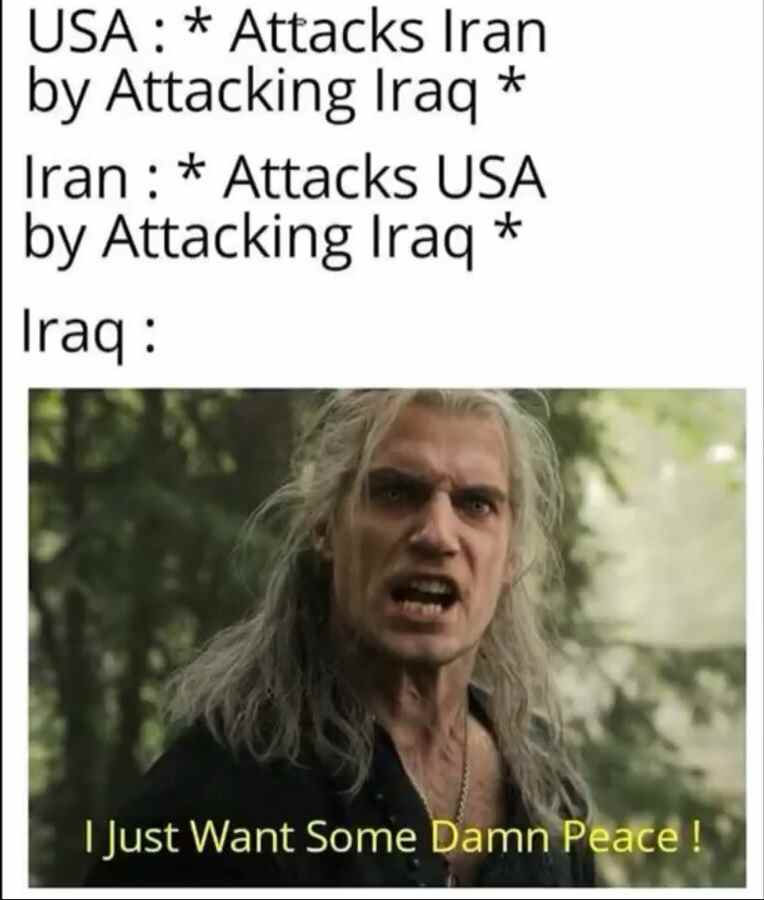 USA : * Attacks Iran
by Attacking Iraq *
Iran : * Attacks USA
by Attacking Iraq *
Iraq :
I Just Want Some Damn Peace !